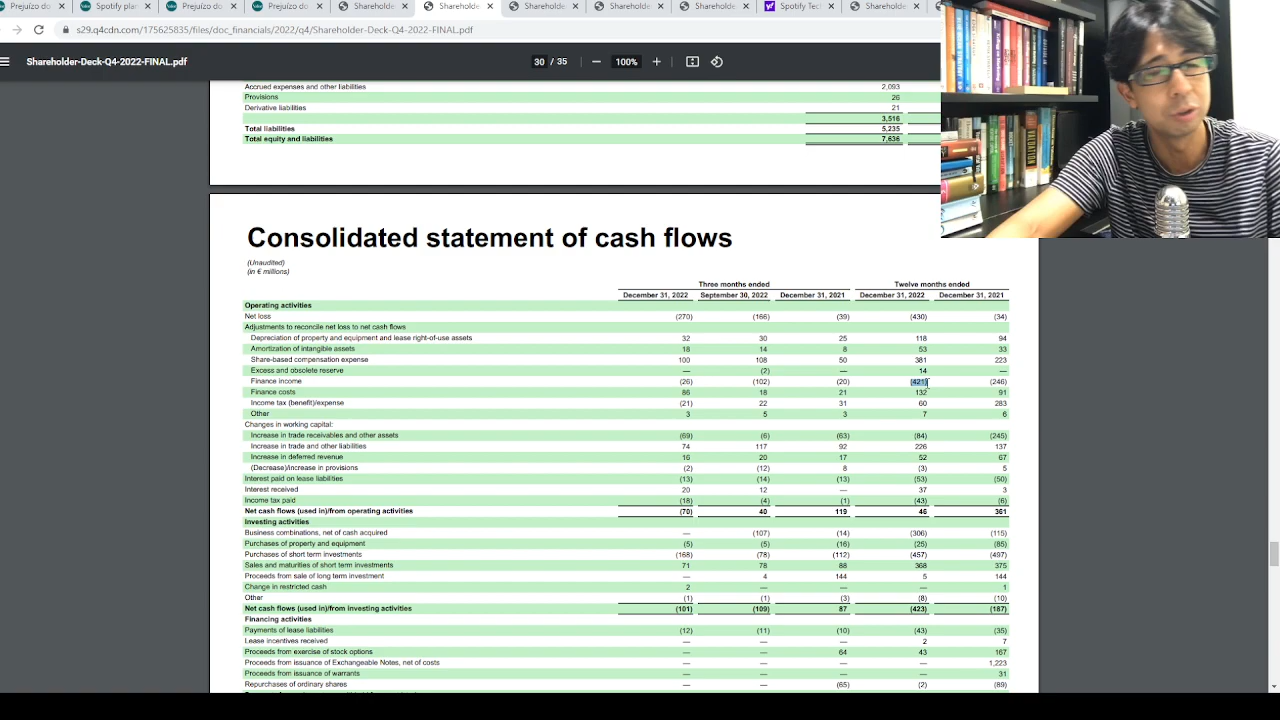 Prejuízo do
Spotify plan
Prejuízo do
Prejuízo do
Shareholder
Shareholder
Shareholder
Shareholder
Shareholder
Spotify Tech
s29.q4cdn.com/175625835/files/doc_financials/2022/q4/Shareholder-Deck-Q4-2022-FINAL.pdf
Shareholder-Deck-Q4-2022-FINAL.pdf 30 / 35 — 100% +
Accrued expenses and other liabilities 2,093
Provisions 26
Derivative liabilities 21
3,516
Total liabilities 5,235
Total equity and liabilities 7,636
VALUATION
Consolidated statement of cash flows
(Unaudited)
(in € millions)
Three months ended Twelve months ended
December 31, 2022 September 30, 2022 December 31, 2021 December 31, 2022 December 31, 2021
Operating activities
Net loss (270) (166) (39) (430) (34)
Adjustments to reconcile net loss to net cash flows
Depreciation of property and equipment and lease right-of-use assets 32 30 25 118 94
Amortization of intangible assets 18 14 8 53 33
Share-based compensation expense 100 108 50 381 223
Excess and obsolete reserve — (2) — 14 —
Finance income (26) (102) (20) (421) (246)
Finance costs 86 18 21 132 91
Income tax (benefit)/expense (21) 22 31 60 283
Other 3 5 3 7 6
Changes in working capital:
Increase in trade receivables and other assets (69) (6) (63) (84) (245)
Increase in trade and other liabilities 74 117 92 226 137
Increase in deferred revenue 16 20 17 52 67
(Decrease)/increase in provisions (2) (12) 8 (3) 5
Interest paid on lease liabilities (13) (14) (13) (53) (50)
Interest received 20 12 — 37 3
Income tax paid (18) (4) (1) (43) (6)
Net cash flows (used in)/from operating activities (70) 40 119 46 361
Investing activities
Business combinations, net of cash acquired — (107) (14) (306) (115)
Purchases of property and equipment (5) (5) (16) (25) (85)
Purchases of short term investments (168) (78) (112) (457) (497)
Sales and maturities of short term investments 71 78 88 368 375
Proceeds from sale of long term investment — 4 144 5 144
Change in restricted cash 2 — — — 1
Other (1) (1) (3) (8) (10)
Net cash flows (used in)/from investing activities (101) (109) 87 (423) (187)
Financing activities
Payments of lease liabilities (12) (11) (10) (43) (35)
Lease incentives received — — — 2 7
Proceeds from exercise of stock options — — 64 43 167
Proceeds from issuance of Exchangeable Notes, net of costs — — — — 1,223
Proceeds from issuance of warrants — — — — 31
Repurchases of ordinary shares — — (65) (2) (89)